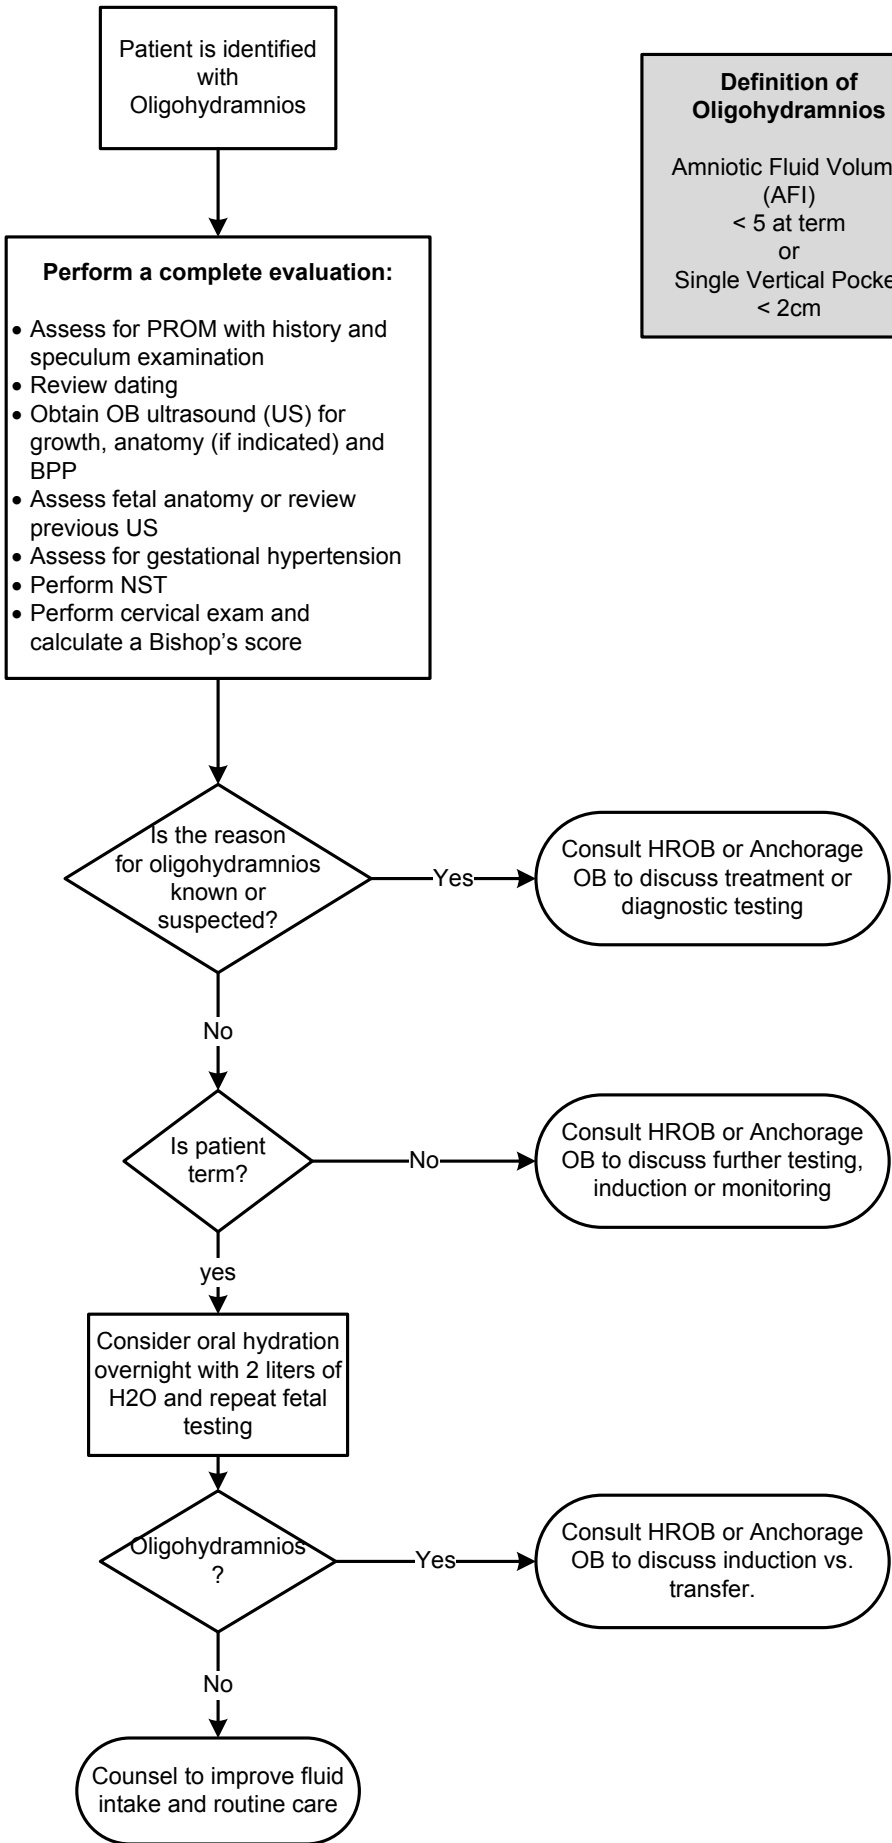 Patient is identified
with
Oligohydramnios
Definition of
Oligohydramnios
Amniotic Fluid Volum
(AFI)
< 5 at term
or
Single Vertical Pocke
< 2cm
Perform a complete evaluation:
• Assess for PROM with history and
speculum examination
• Review dating
• Obtain OB ultrasound (US) for
growth, anatomy (if indicated) and
BPP
• Assess fetal anatomy or review
previous US
• Assess for gestational hypertension
• Perform NST
• Perform cervical exam and
calculate a Bishop’s score
Is the reason
for oligohydramnios
known or
suspected?
Yes
Consult HROB or Anchorage
OB to discuss treatment or
diagnostic testing
No
Is patient
term?
No
Consult HROB or Anchorage
OB to discuss further testing,
induction or monitoring
yes
Consider oral hydration
overnight with 2 liters of
H2O and repeat fetal
testing
Oligohydramnios
?
Yes
Consult HROB or Anchorage
OB to discuss induction vs.
transfer.
No
Counsel to improve fluid
intake and routine care